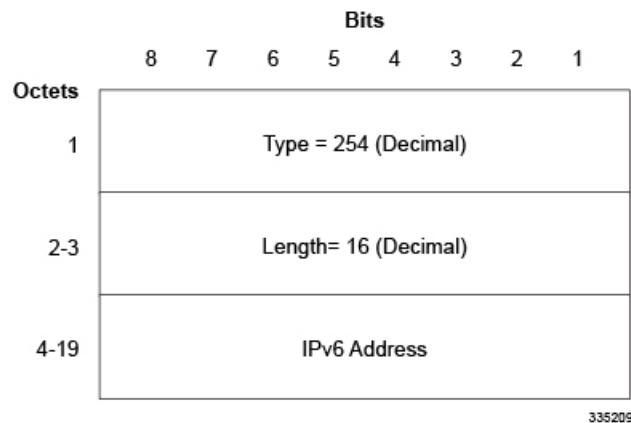 Bits
8 7 6 5 4 3 2 1
Octets
1 Type = 254 (Decimal)
2-3 Length= 16 (Decimal)
4-19 IPv6 Address
335209